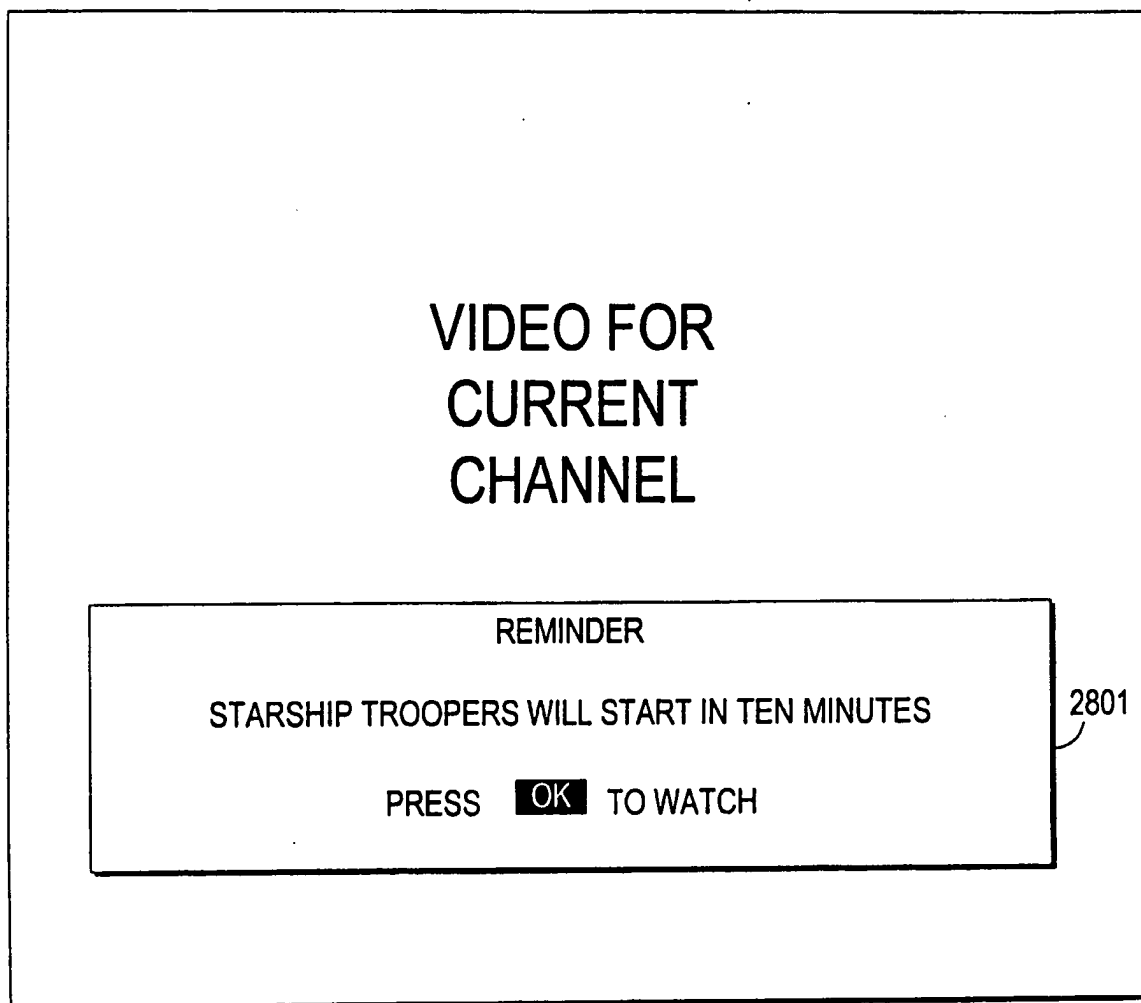 VIDEO FOR
CURRENT
CHANNEL
REMINDER
STARSHIP TROOPERS WILL START IN TEN MINUTES
2801
PRESS OK TO WATCH